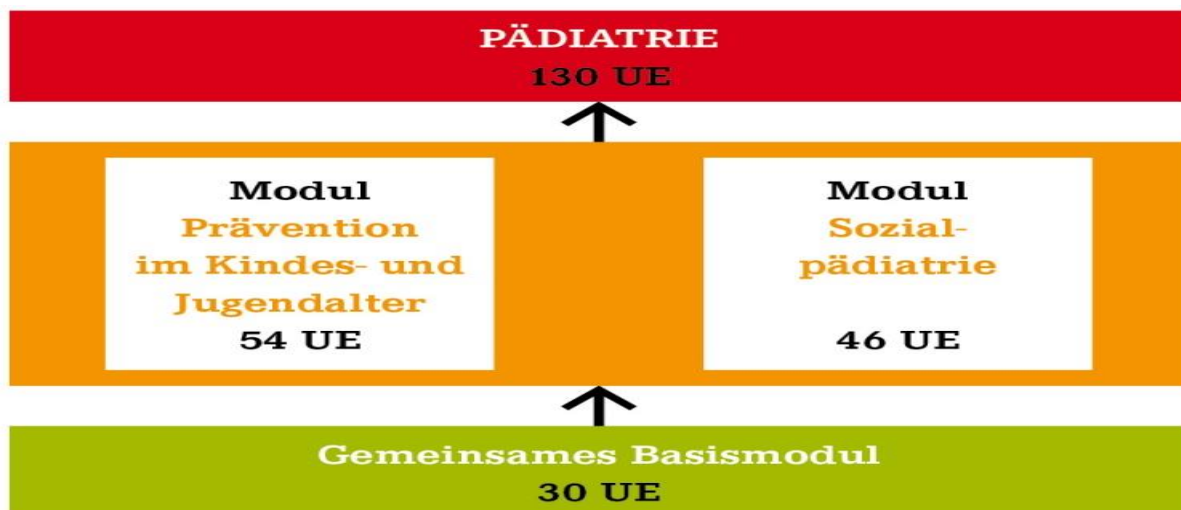 PÄDIATRIE
130 UE
Modul
Prävention
im Kindes- und
Jugendalter
54 UE
Modul
Sozial-
pädiatrie
46 UE
Gemeinsames Basismodul
30 UE